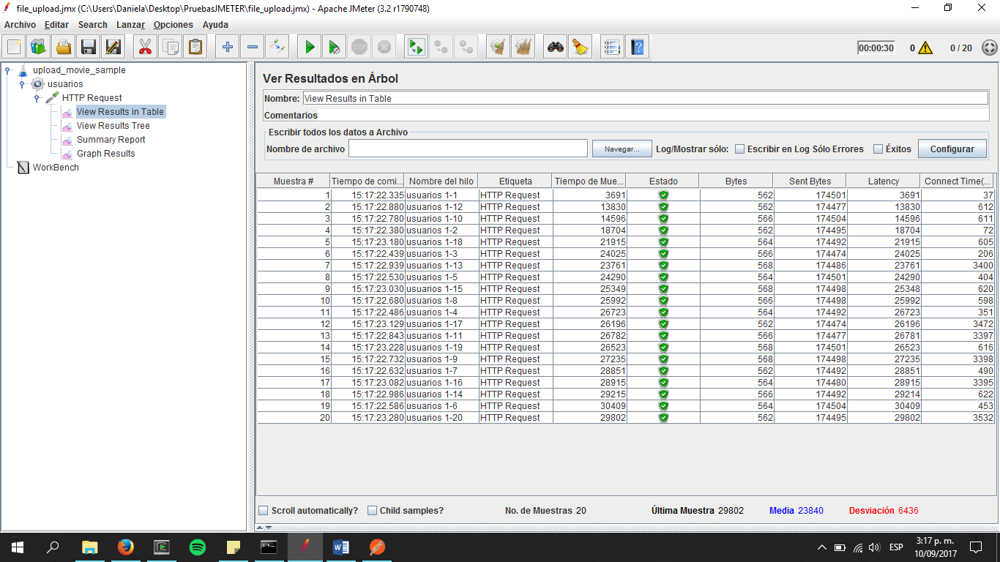 file_upload.jmx (C:\Users\Daniela\Desktop\PruebasJMETER\file_upload.jmx) - Apache JMeter (3.2 r1790748)
Archivo Editar Search Lanzar Opciones Ayuda
00:00:30 0 0 / 20
upload_movie_sample
usuarios
HTTP Request
View Results in Table
View Results Tree
Summary Report
Graph Results
WorkBench
Ver Resultados en Árbol
Nombre: View Results in Table
Comentarios
Escribir todos los datos a Archivo
Nombre de archivo Navegar... Log/Mostrar sólo: Escribir en Log Sólo Errores Éxitos Configurar
Muestra # Tiempo de comi... Nombre del hilo Etiqueta Tiempo de Mue... Estado Bytes Sent Bytes Latency Connect Time(...
1 15:17:22.335 usuarios 1-1 HTTP Request 3691 562 174501 3691 37
2 15:17:22.880 usuarios 1-12 HTTP Request 13830 562 174477 13830 612
3 15:17:22.780 usuarios 1-10 HTTP Request 14596 566 174504 14596 611
4 15:17:22.380 usuarios 1-2 HTTP Request 18704 562 174495 18704 72
5 15:17:23.180 usuarios 1-18 HTTP Request 21915 564 174492 21915 605
6 15:17:22.439 usuarios 1-3 HTTP Request 24025 566 174474 24025 206
7 15:17:22.939 usuarios 1-13 HTTP Request 23761 568 174486 23761 3400
8 15:17:22.530 usuarios 1-5 HTTP Request 24290 564 174501 24290 404
9 15:17:23.030 usuarios 1-15 HTTP Request 25349 568 174498 25348 620
10 15:17:22.680 usuarios 1-8 HTTP Request 25992 566 174498 25992 598
11 15:17:22.486 usuarios 1-4 HTTP Request 26723 564 174492 26723 351
12 15:17:23.129 usuarios 1-17 HTTP Request 26196 562 174474 26196 3472
13 15:17:22.843 usuarios 1-11 HTTP Request 26782 566 174477 26781 3397
14 15:17:23.228 usuarios 1-19 HTTP Request 26523 568 174501 26523 616
15 15:17:22.732 usuarios 1-9 HTTP Request 27235 568 174498 27235 3398
16 15:17:22.632 usuarios 1-7 HTTP Request 28851 562 174492 28851 490
17 15:17:23.082 usuarios 1-16 HTTP Request 28915 564 174480 28915 3395
18 15:17:22.986 usuarios 1-14 HTTP Request 29215 566 174492 29214 622
19 15:17:22.586 usuarios 1-6 HTTP Request 30409 564 174504 30409 453
20 15:17:23.280 usuarios 1-20 HTTP Request 29802 562 174495 29802 3532
Scroll automatically? Child samples? No. de Muestras 20 Última Muestra 29802 Media 23840 Desviación 6436
ESP 3:17 p. m.
10/09/2017